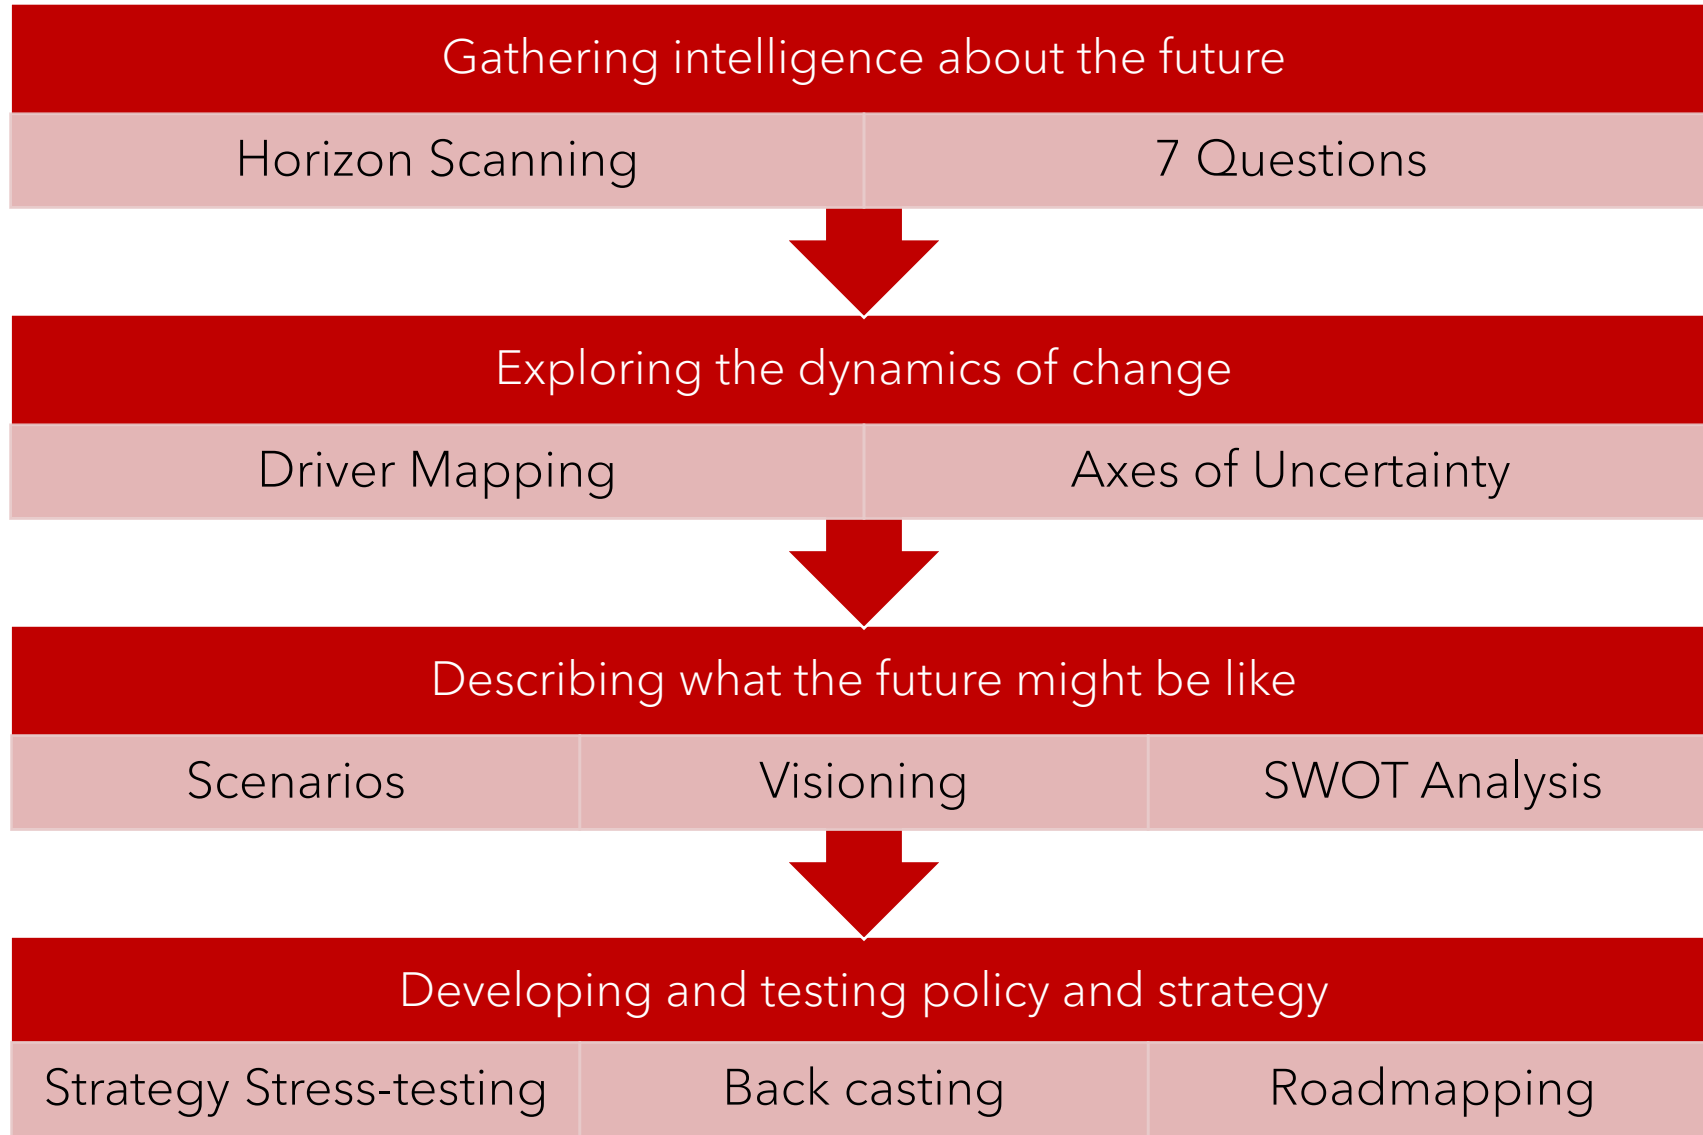 Gathering intelligence about the future
Horizon Scanning
7 Questions
Exploring the dynamics of change
Driver Mapping
Axes of Uncertainty
Describing what the future might be like
Scenarios
Visioning
SWOT Analysis
Developing and testing policy and strategy
Strategy Stress-testing
Back casting
Roadmapping